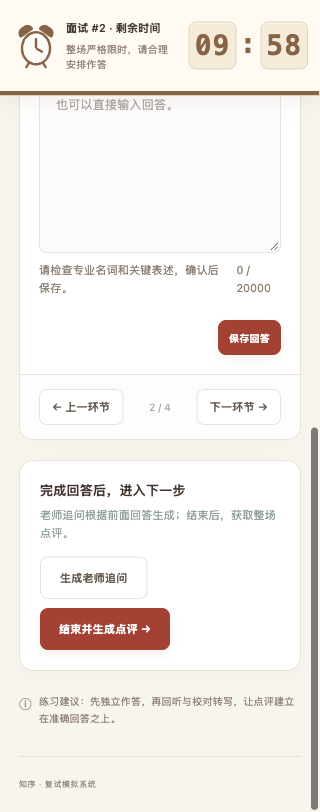 面试 #2 · 剩余时间
整场严格限时，请合理
安排作答
09 : 58
也可以直接输入回答。
请检查专业名词和关键表述，确认后
保存。
0 /
20000
保存回答
← 上一环节
2 / 4
下一环节 →
完成回答后，进入下一步
老师追问根据前面回答生成；结束后，获取整场
点评。
生成老师追问
结束并生成点评 →
练习建议：先独立作答，再回听与校对转写，让点评建立
在准确回答之上。
知序 · 复试模拟系统